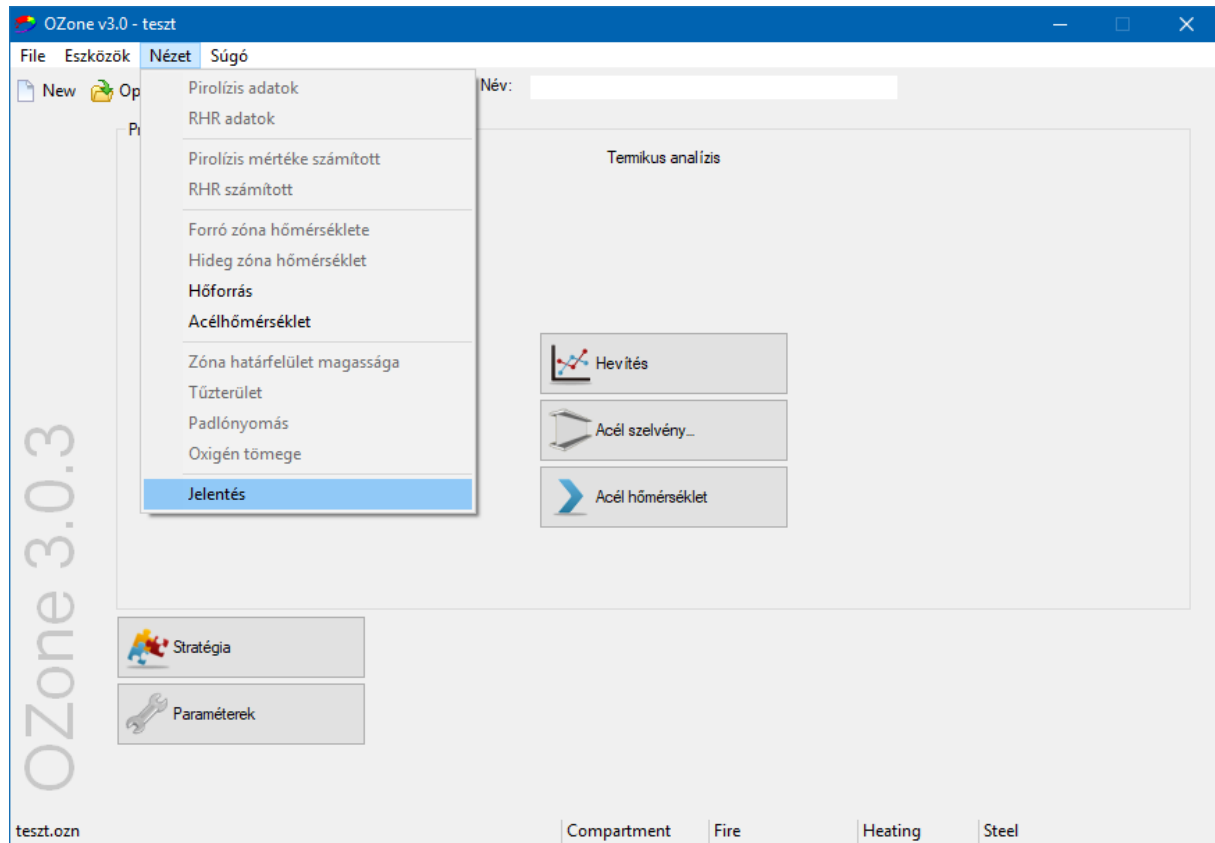 OZone v3.0 - teszt
File Eszközök Nézet Súgó
New Op
Név:
Pirolízis adatok
RHR adatok
Pirolízis mértéke számított
RHR számított
Forró zóna hőmérséklete
Hideg zóna hőmérséklet
Hőforrás
Acélhőmérséklet
Zóna határfelület magassága
Tűzterület
Padlónyomás
Oxigén tömege
Jelentés
Termikus analízis
Hevítés
Acél szelvény...
Acél hőmérséklet
Stratégia
Paraméterek
OZone 3.0.3
teszt.ozn Compartment Fire Heating Steel